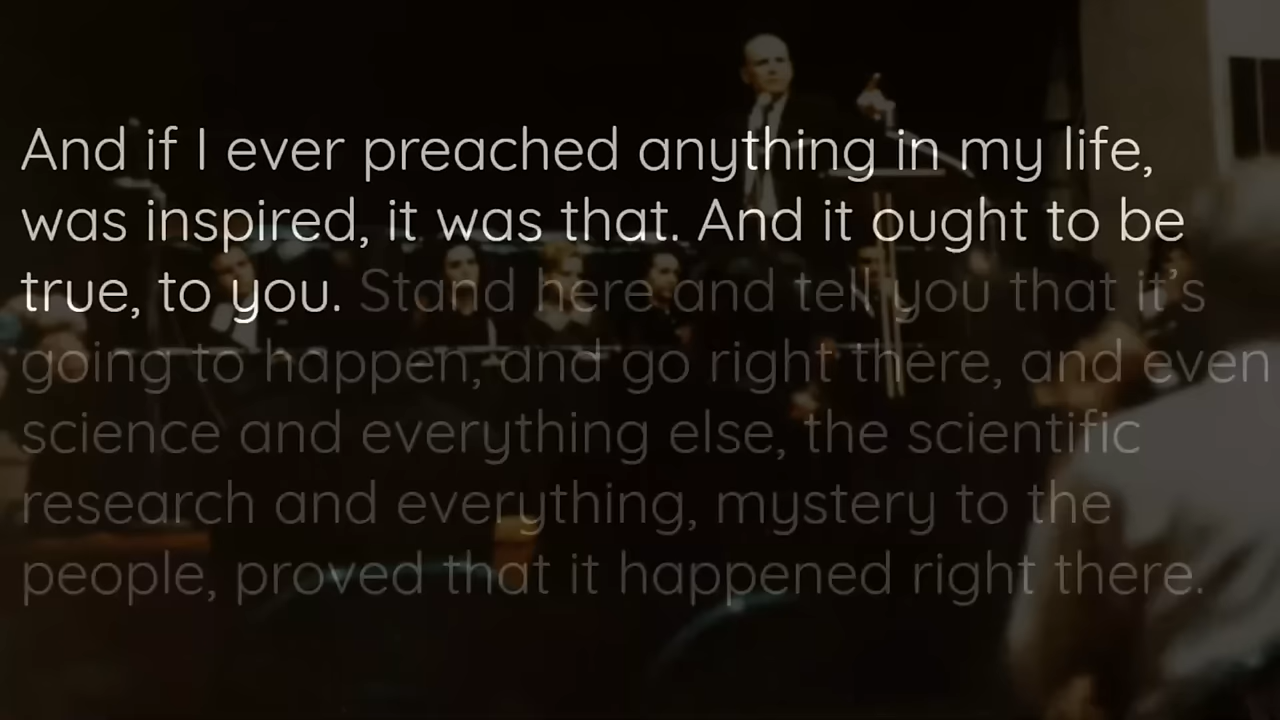 And if I ever preached anything in my life,
was inspired, it was that. And it ought to be
true, to you. Stand here and tell you that it’s
going to happen, and go right there, and even
science and everything else, the scientific
research and everything, mystery to the
people, proved that it happened right there.